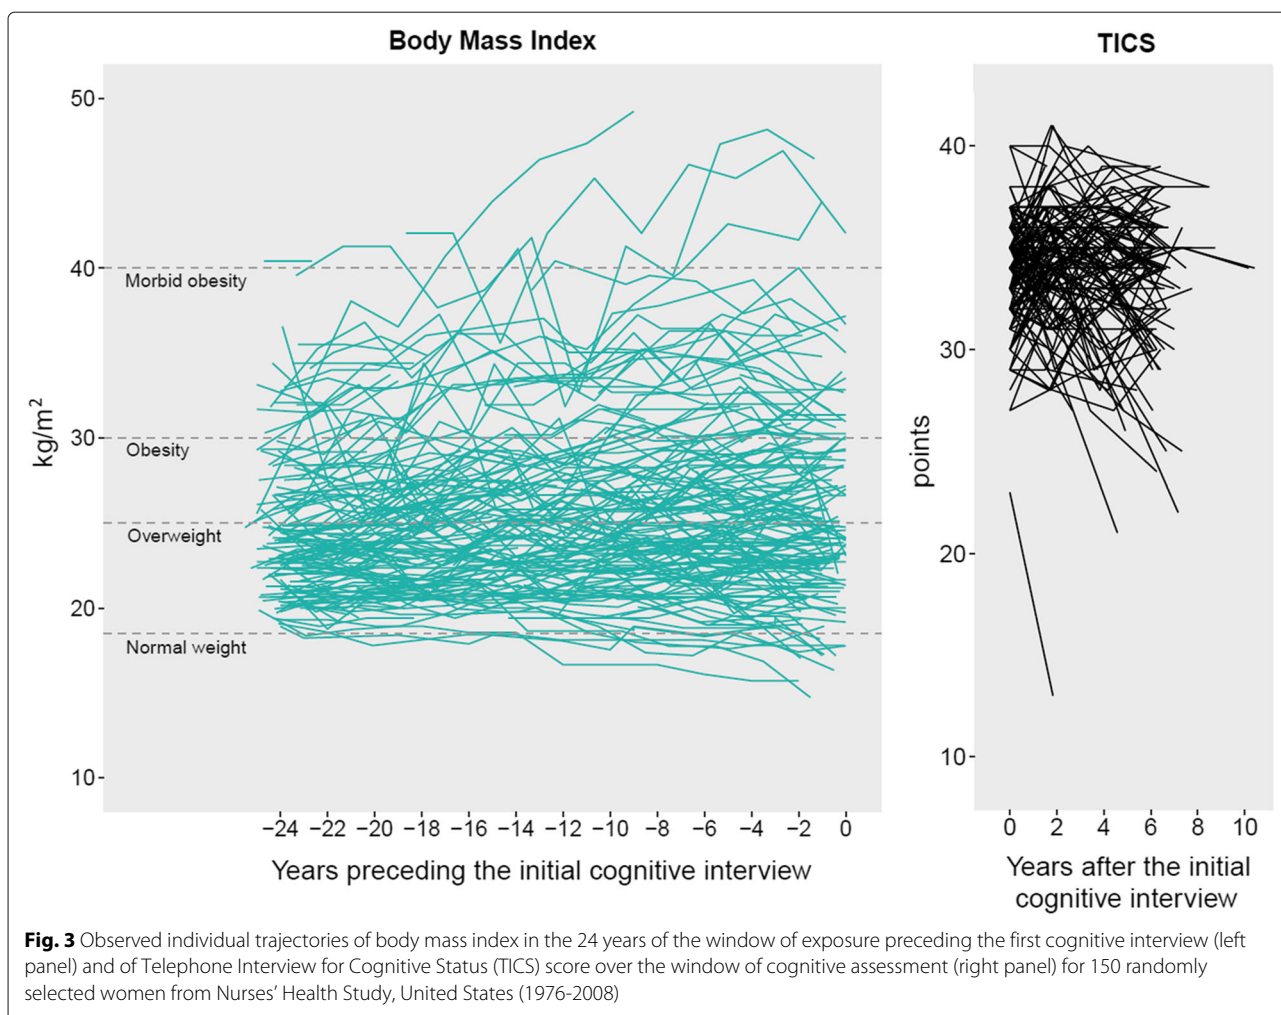 Body Mass Index
TICS
50
40
30
20
10
kg/m²
Morbid obesity
Obesity
Overweight
Normal weight
−24 −22 −20 −18 −16 −14 −12 −10 −8 −6 −4 −2 0
Years preceding the initial cognitive interview
40
30
20
10
points
0 2 4 6 8 10
Years after the initial
cognitive interview
Fig. 3 Observed individual trajectories of body mass index in the 24 years of the window of exposure preceding the first cognitive interview (left
panel) and of Telephone Interview for Cognitive Status (TICS) score over the window of cognitive assessment (right panel) for 150 randomly
selected women from Nurses’ Health Study, United States (1976-2008)